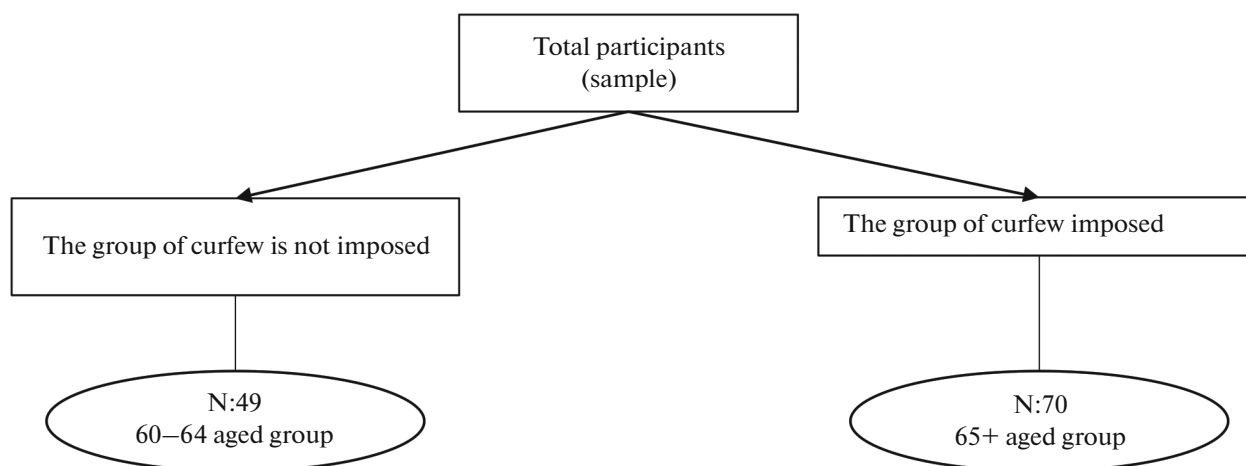 Total participants
(sample)
The group of curfew is not imposed
The group of curfew imposed
N:49
60–64 aged group
N:70
65+ aged group